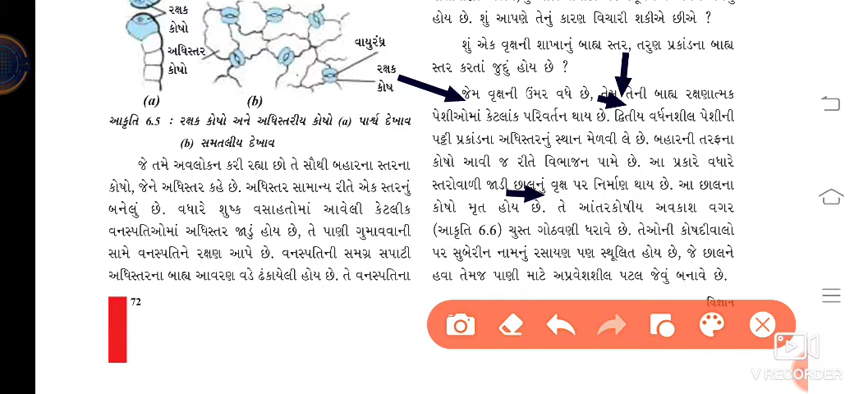 હોય છે. શું આપણે તેનું કારણ વિચારી શકીએ છીએ ?
રક્ષક
કોષો
અધિસ્તર
કોષો
વાયુરંધ્ર
રક્ષક
કોષ
(a)
(b)
આકૃતિ 6.5 : રક્ષક કોષો અને અધિસ્તરીય કોષો (a) પાર્શ્વ દેખાવ
(b) સમતલીય દેખાવ
જે તમે અવલોકન કરી રહ્યા છો તે સૌથી બહારના સ્તરના
કોષો, જેને અધિસ્તર કહે છે. અધિસ્તર સામાન્ય રીતે એક સ્તરનું
બનેલું છે. વધારે શુષ્ક વસાહતોમાં આવેલી કેટલીક
વનસ્પતિઓમાં અધિસ્તર જાડું હોય છે, તે પાણી ગુમાવવાની
સામે વનસ્પતિને રક્ષણ આપે છે. વનસ્પતિની સમગ્ર સપાટી
અધિસ્તરના બાહ્ય આવરણ વડે ઢંકાયેલી હોય છે. તે વનસ્પતિના
72
શું એક વૃક્ષની શાખાનું બાહ્ય સ્તર, તરુણ પ્રકાંડના બાહ્ય
સ્તર કરતાં જુદું હોય છે ?
જેમ વૃક્ષની ઉંમર વધે છે, તેમ તેની બાહ્ય રક્ષણાત્મક
પેશીઓમાં કેટલાંક પરિવર્તન થાય છે. દ્વિતીય વર્ધનશીલ પેશીની
પટ્ટી પ્રકાંડના અધિસ્તરનું સ્થાન મેળવી લે છે. બહારની તરફના
કોષો આવી જ રીતે વિભાજન પામે છે. આ પ્રકારે વધારે
સ્તરોવાળી જાડી છાલનું વૃક્ષ પર નિર્માણ થાય છે. આ છાલના
કોષો મૃત હોય છે. તે આંતરકોષીય અવકાશ વગર
(આકૃતિ 6.6) ચુસ્ત ગોઠવણી ધરાવે છે. તેઓની કોષદીવાલો
પર સુબેરીન નામનું રસાયણ પણ સ્થૂલિત હોય છે, જે છાલને
હવા તેમજ પાણી માટે અપ્રવેશશીલ પટલ જેવું બનાવે છે.
વિજ્ઞાન
V RECORDER